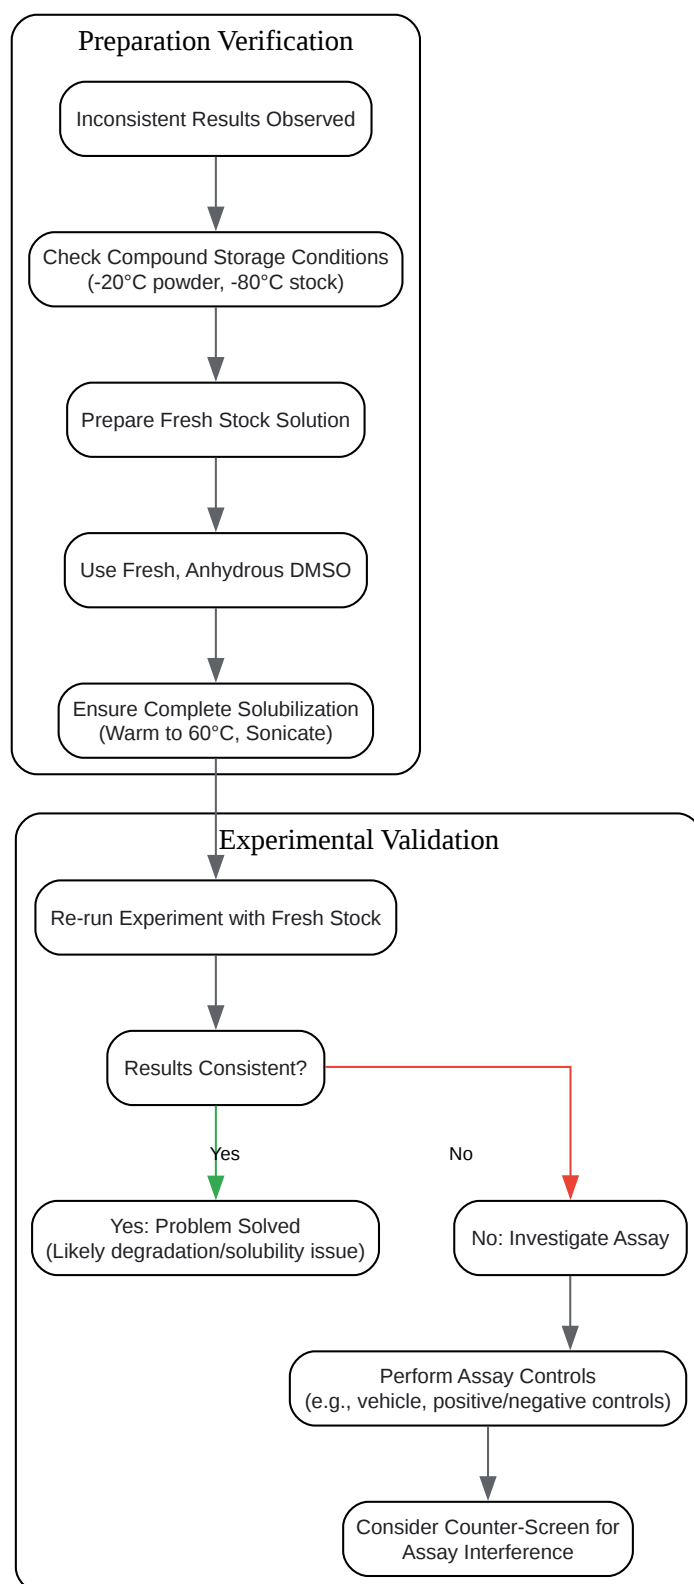 Preparation Verification
Inconsistent Results Observed
Check Compound Storage Conditions
(-20°C powder, -80°C stock)
Prepare Fresh Stock Solution
Use Fresh, Anhydrous DMSO
Ensure Complete Solubilization
(Warm to 60°C, Sonicate)
Experimental Validation
Re-run Experiment with Fresh Stock
Results Consistent?
Yes
No
Yes: Problem Solved
(Likely degradation/solubility issue)
No: Investigate Assay
Perform Assay Controls
(e.g., vehicle, positive/negative controls)
Consider Counter-Screen for
Assay Interference